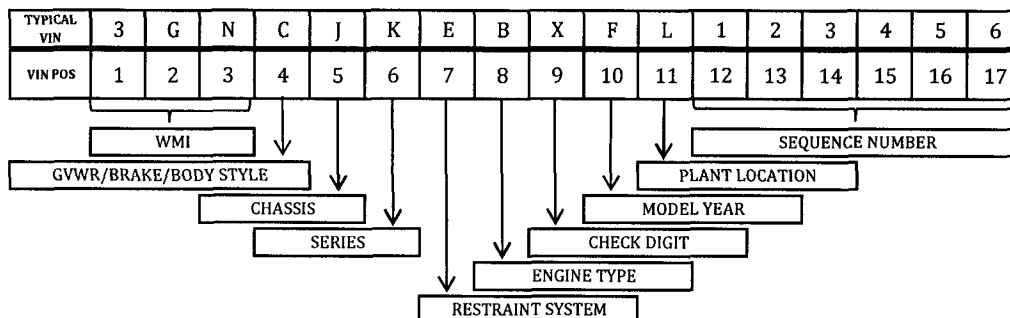 TYPICAL VIN 3 G N C J K E B X F L 1 2 3 4 5 6
VIN POS 1 2 3 4 5 6 7 8 9 10 11 12 13 14 15 16 17
WMI SEQUENCE NUMBER
GVWR/BRAKE/BODY STYLE PLANT LOCATION
CHASSIS MODEL YEAR
SERIES CHECK DIGIT
ENGINE TYPE
RESTRAINT SYSTEM